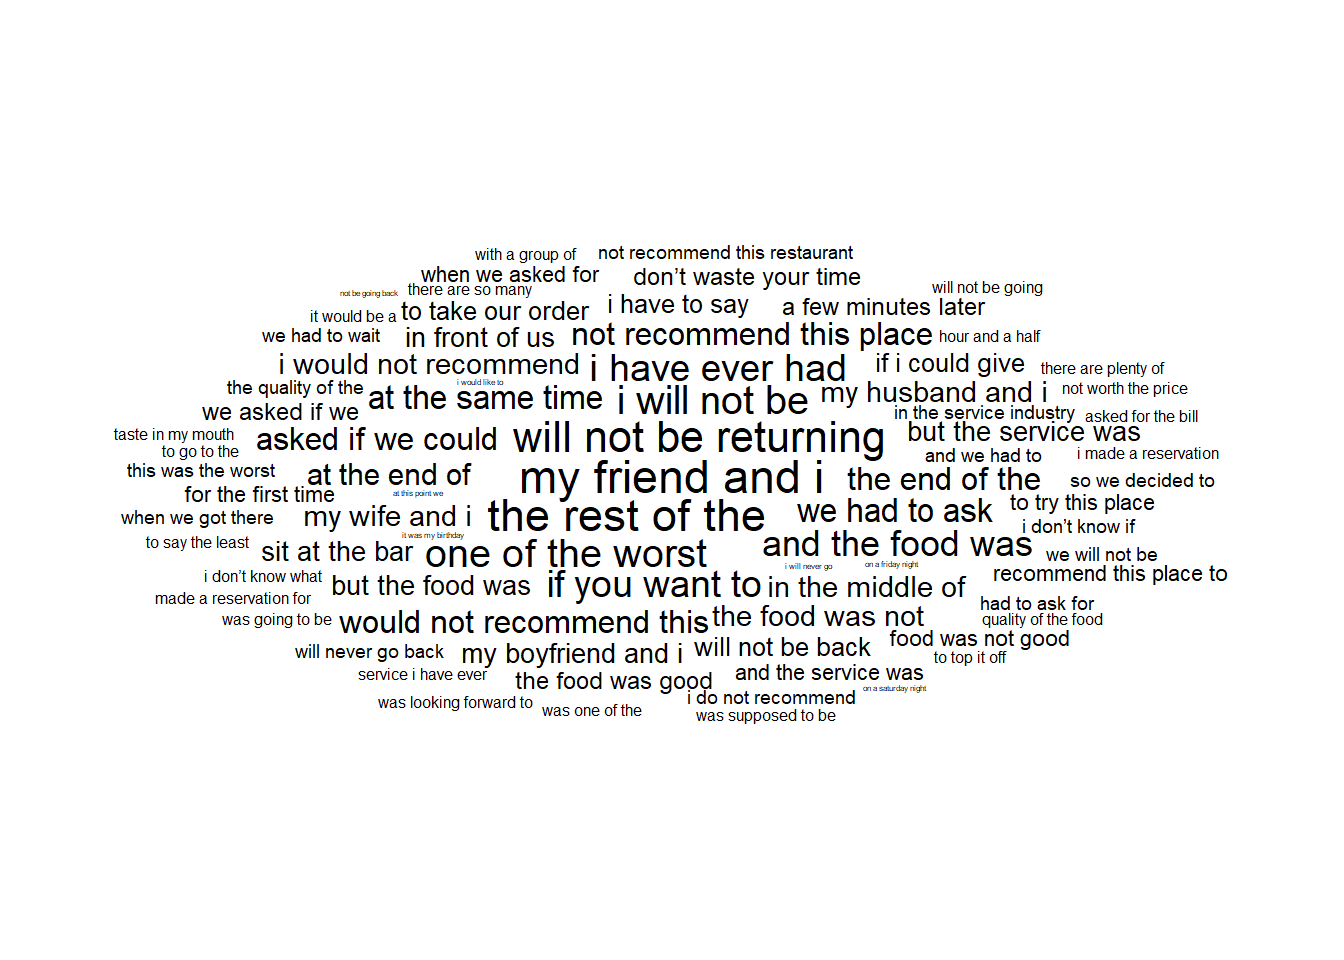 with a group of
not recommend this restaurant
when we asked for
don’t waste your time
not be going back
there are so many
will not be going
it would be a
to take our order
i have to say
a few minutes later
we had to wait
in front of us
not recommend this place
hour and a half
i would not recommend
i have ever had
if i could give
there are plenty of
the quality of the
i would like to
at the same time
i will not be
my husband and i
not worth the price
we asked if we
in the service industry
asked for the bill
taste in my mouth
to go to the
asked if we could
will not be returning
but the service was
and we had to
i made a reservation
this was the worst
at the end of
my friend and i
the end of the
so we decided to
for the first time
at this point we
to try this place
when we got there
my wife and i
the rest of the
we had to ask
i don’t know if
to say the least
it was my birthday
sit at the bar
one of the worst
and the food was
we will not be
i don’t know what
i will never go
on a friday night
recommend this place to
but the food was
if you want to
in the middle of
made a reservation for
had to ask for
was going to be
would not recommend this
the food was not
quality of the food
will never go back
my boyfriend and i
will not be back
food was not good
to top it off
service i have ever
the food was good
and the service was
on a saturday night
was looking forward to
was one of the
i do not recommend
was supposed to be